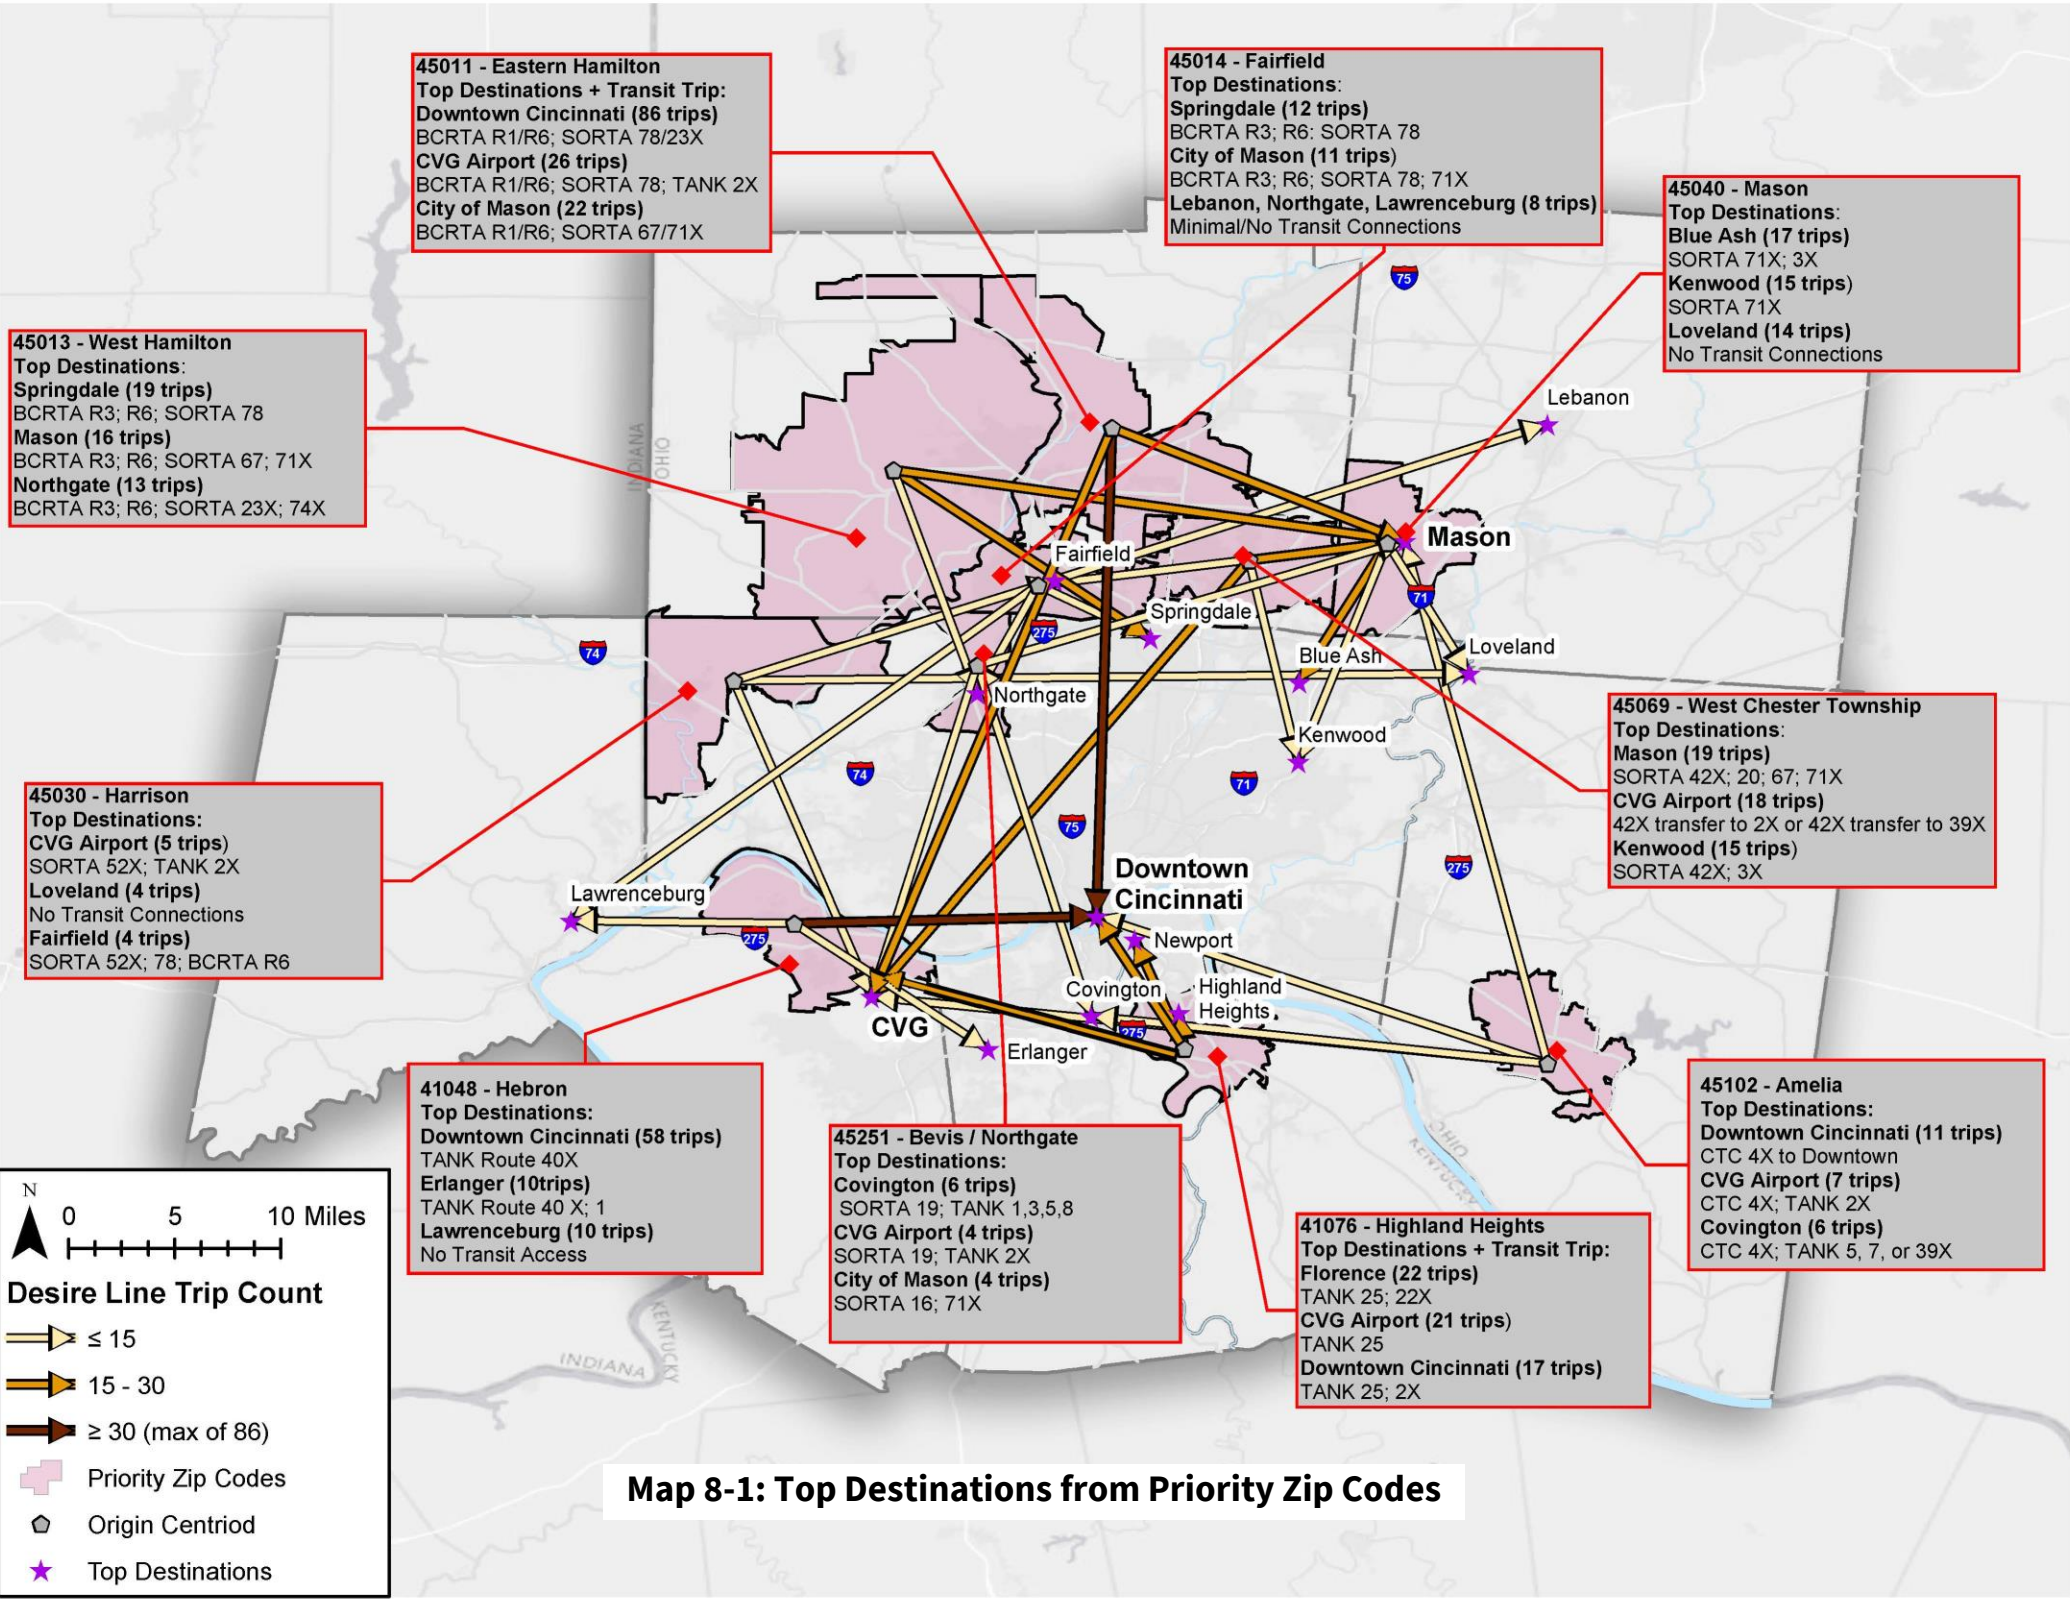 45011 - Eastern Hamilton
Top Destinations + Transit Trip:
Downtown Cincinnati (86 trips)
BCRTA R1/R6; SORTA 78/23X
CVG Airport (26 trips)
BCRTA R1/R6; SORTA 78; TANK 2X
City of Mason (22 trips)
BCRTA R1/R6; SORTA 67/71X
45014 - Fairfield
Top Destinations:
Springdale (12 trips)
BCRTA R3; R6: SORTA 78
City of Mason (11 trips)
BCRTA R3; R6; SORTA 78; 71X
Lebanon, Northgate, Lawrenceburg (8 trips)
Minimal/No Transit Connections
45040 - Mason
Top Destinations:
Blue Ash (17 trips)
SORTA 71X; 3X
Kenwood (15 trips)
SORTA 71X
Loveland (14 trips)
No Transit Connections
45013 - West Hamilton
Top Destinations:
Springdale (19 trips)
BCRTA R3; R6; SORTA 78
Mason (16 trips)
BCRTA R3; R6; SORTA 67; 71X
Northgate (13 trips)
BCRTA R3; R6; SORTA 23X; 74X
75
INDIANA
OHIO
Lebanon
Mason
Fairfield
71
Springdale
275
74
Blue Ash
Loveland
Northgate
Kenwood
45069 - West Chester Township
Top Destinations:
Mason (19 trips)
SORTA 42X; 20; 67; 71X
CVG Airport (18 trips)
42X transfer to 2X or 42X transfer to 39X
Kenwood (15 trips)
SORTA 42X; 3X
74
71
75
275
45030 - Harrison
Top Destinations:
CVG Airport (5 trips)
SORTA 52X; TANK 2X
Loveland (4 trips)
No Transit Connections
Fairfield (4 trips)
SORTA 52X; 78; BCRTA R6
Lawrenceburg
Downtown
Cincinnati
275
Newport
Covington
Highland
Heights
CVG
275
Erlanger
41048 - Hebron
Top Destinations:
Downtown Cincinnati (58 trips)
TANK Route 40X
Erlanger (10trips)
TANK Route 40 X; 1
Lawrenceburg (10 trips)
No Transit Access
45251 - Bevis / Northgate
Top Destinations:
Covington (6 trips)
SORTA 19; TANK 1,3,5,8
CVG Airport (4 trips)
SORTA 19; TANK 2X
City of Mason (4 trips)
SORTA 16; 71X
OHIO
KENTUCKY
45102 - Amelia
Top Destinations:
Downtown Cincinnati (11 trips)
CTC 4X to Downtown
CVG Airport (7 trips)
CTC 4X; TANK 2X
Covington (6 trips)
CTC 4X; TANK 5, 7, or 39X
41076 - Highland Heights
Top Destinations + Transit Trip:
Florence (22 trips)
TANK 25; 22X
CVG Airport (21 trips)
TANK 25
Downtown Cincinnati (17 trips)
TANK 25; 2X
INDIANA
KENTUCKY
N
0 5 10 Miles
Desire Line Trip Count
≤ 15
15 - 30
≥ 30 (max of 86)
Priority Zip Codes
Origin Centriod
Top Destinations
Map 8-1: Top Destinations from Priority Zip Codes